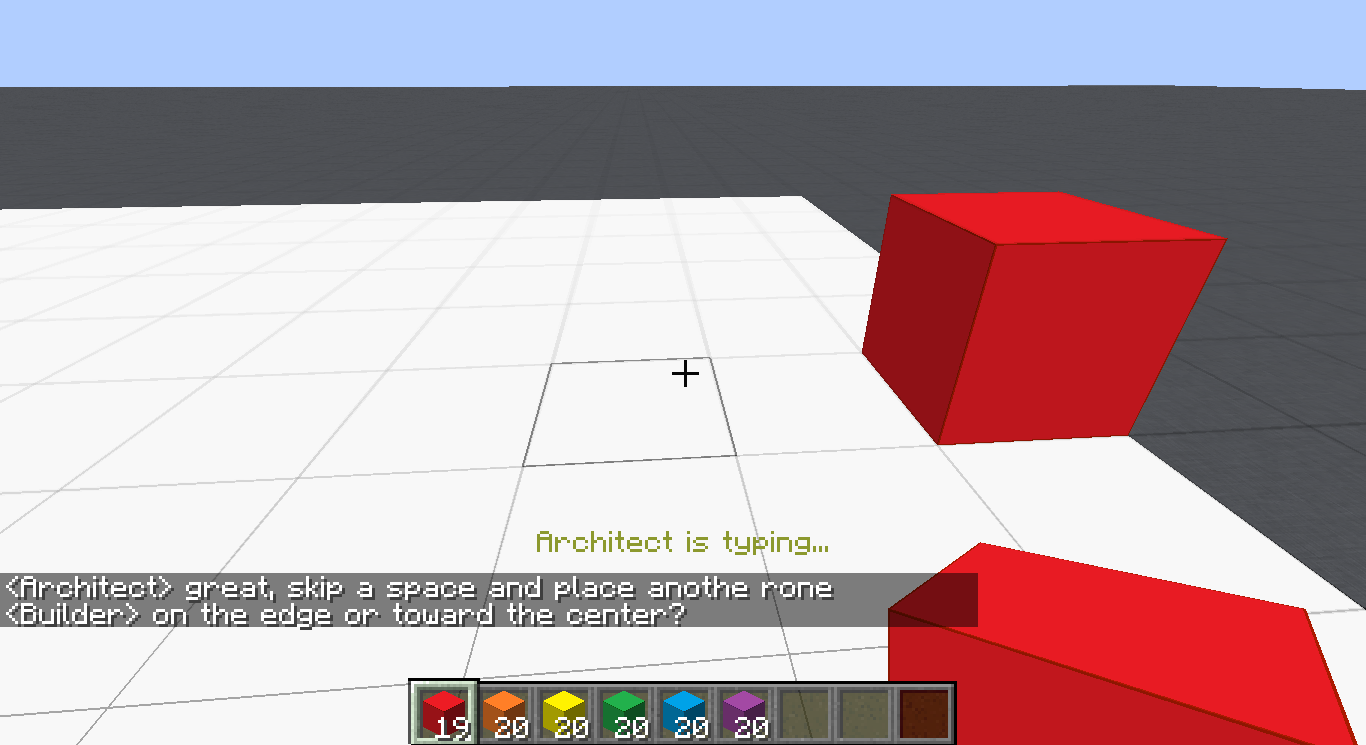 Architect is typing...
<Architect> great, skip a space and place anothe rone
<Builder> on the edge or toward the center?
19 20 20 20 20 20